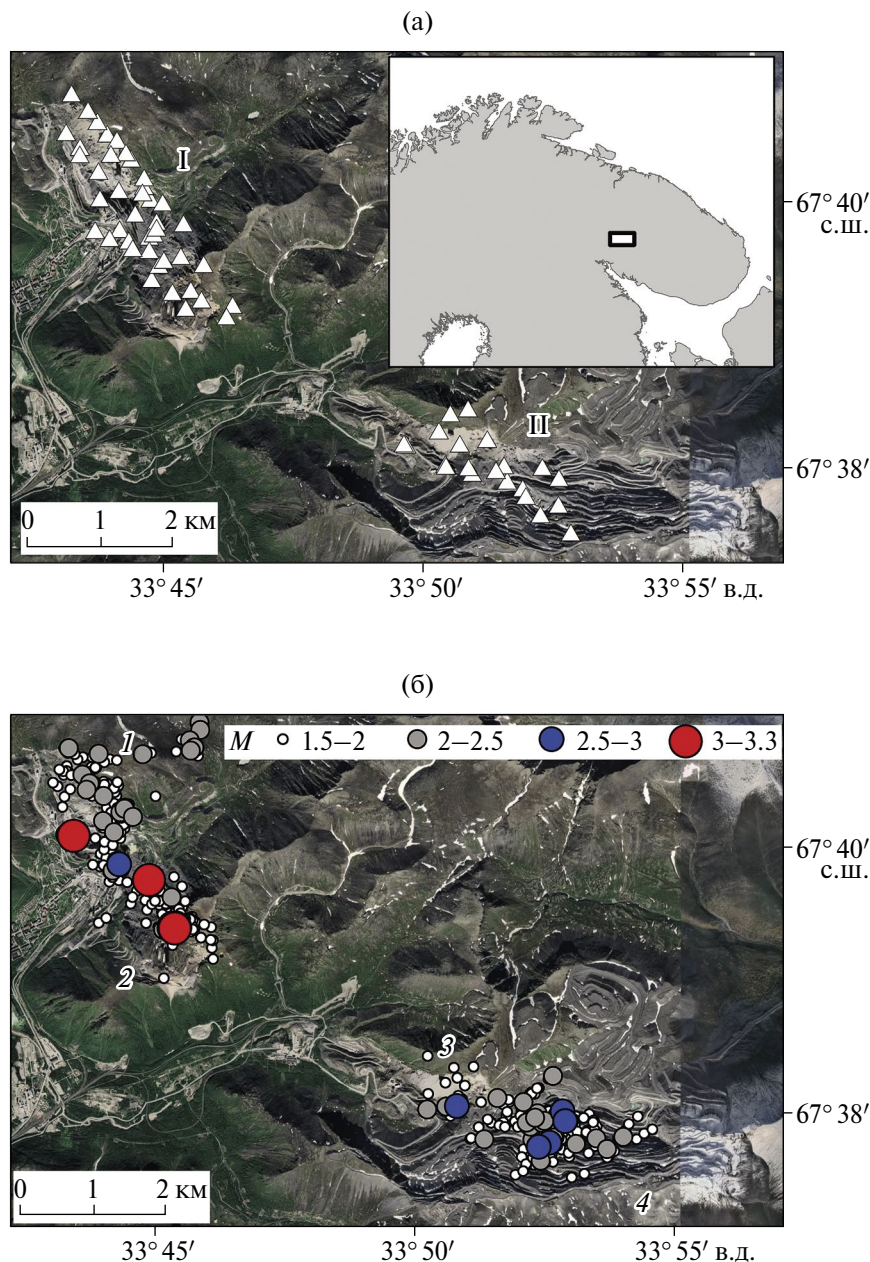 (а)
I
67° 40′
с.ш.
II
67° 38′
0 1 2 км
33° 45′ 33° 50′ 33° 55′ в.д.
(б)
M 1.5–2 2–2.5 2.5–3 3–3.3
1
67° 40′
с.ш.
2
3
67° 38′
4
0 1 2 км
33° 45′ 33° 50′ 33° 55′ в.д.